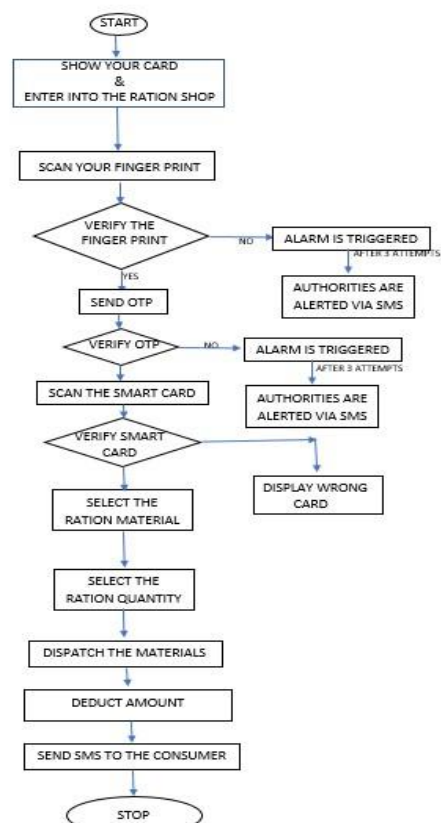 START
SHOW YOUR CARD
&
ENTER INTO THE RATION SHOP
SCAN YOUR FINGER PRINT
VERIFY THE
FINGER PRINT
NO
ALARM IS TRIGGERED
AFTER 3 ATTEMPTS
YES
AUTHORITIES ARE
ALERTED VIA SMS
SEND OTP
VERIFY OTP
NO
ALARM IS TRIGGERED
AFTER 3 ATTEMPTS
SCAN THE SMART CARD
AUTHORITIES ARE
ALERTED VIA SMS
VERIFY SMART
CARD
DISPLAY WRONG
CARD
SELECT THE
RATION MATERIAL
SELECT THE
RATION QUANTITY
DISPATCH THE MATERIALS
DEDUCT AMOUNT
SEND SMS TO THE CONSUMER
STOP